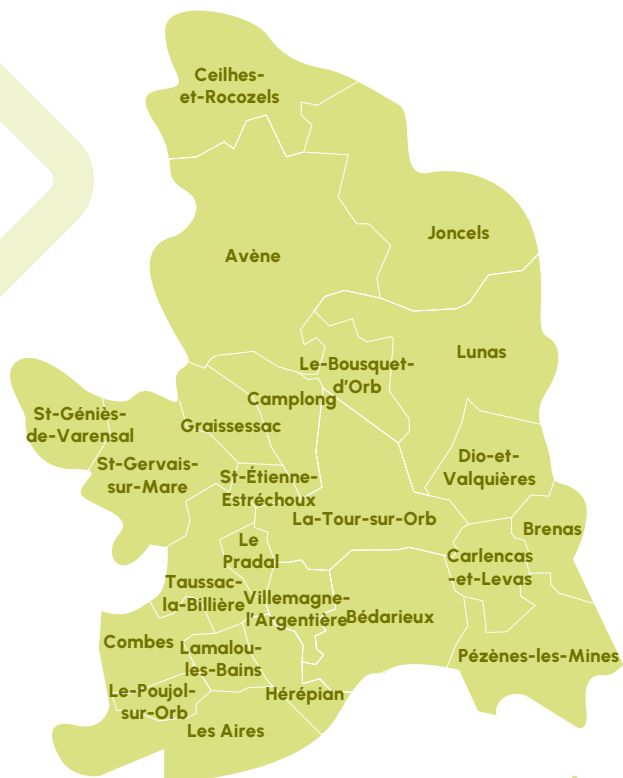 Ceilhes-
et-Rocozels
Joncels
Avène
Lunas
Le-Bousquet-
d'Orb
Camplong
St-Géniès-
de-Varensal
Graissessac
St-Gervais-
sur-Mare
Dio-et-
Valquières
St-Étienne-
Estréchoux
La-Tour-sur-Orb
Brenas
Le
Pradal
Carlencas
-et-Levas
Taussac-
la-Billière
Villemagne-
l'Argentière
Bédarieux
Combes
Lamalou-
les-Bains
Pézènes-les-Mines
Le-Poujol-
sur-Orb
Hérépian
Les Aires